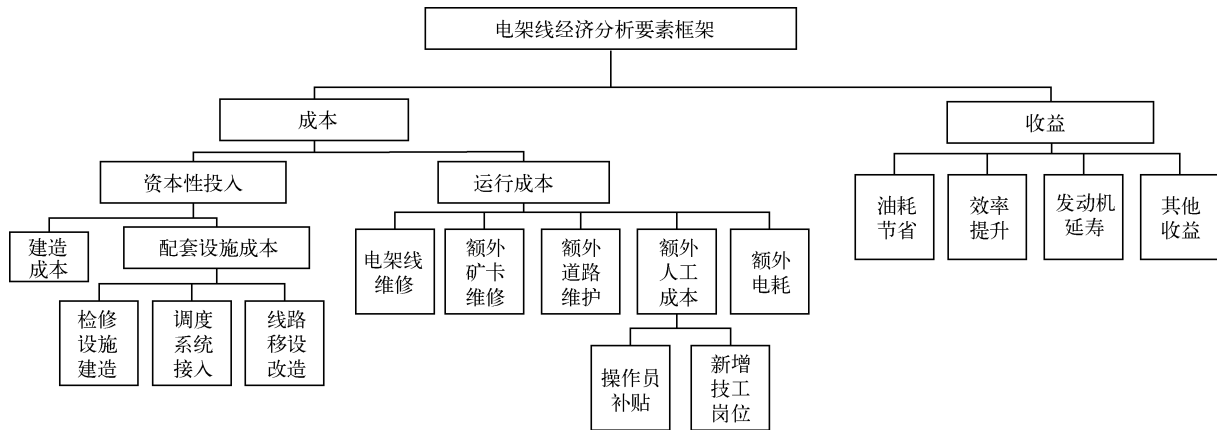 电架线经济分析要素框架
成本
收益
资本性投入
运行成本
油耗
节省
效率
提升
发动机
延寿
其他
收益
建造
成本
配套设施成本
电架线
维修
额外
矿卡
维修
额外
道路
维护
额外
人工
成本
额外
电耗
检修
设施
建造
调度
系统
接入
线路
移设
改造
操作员
补贴
新增
技工
岗位